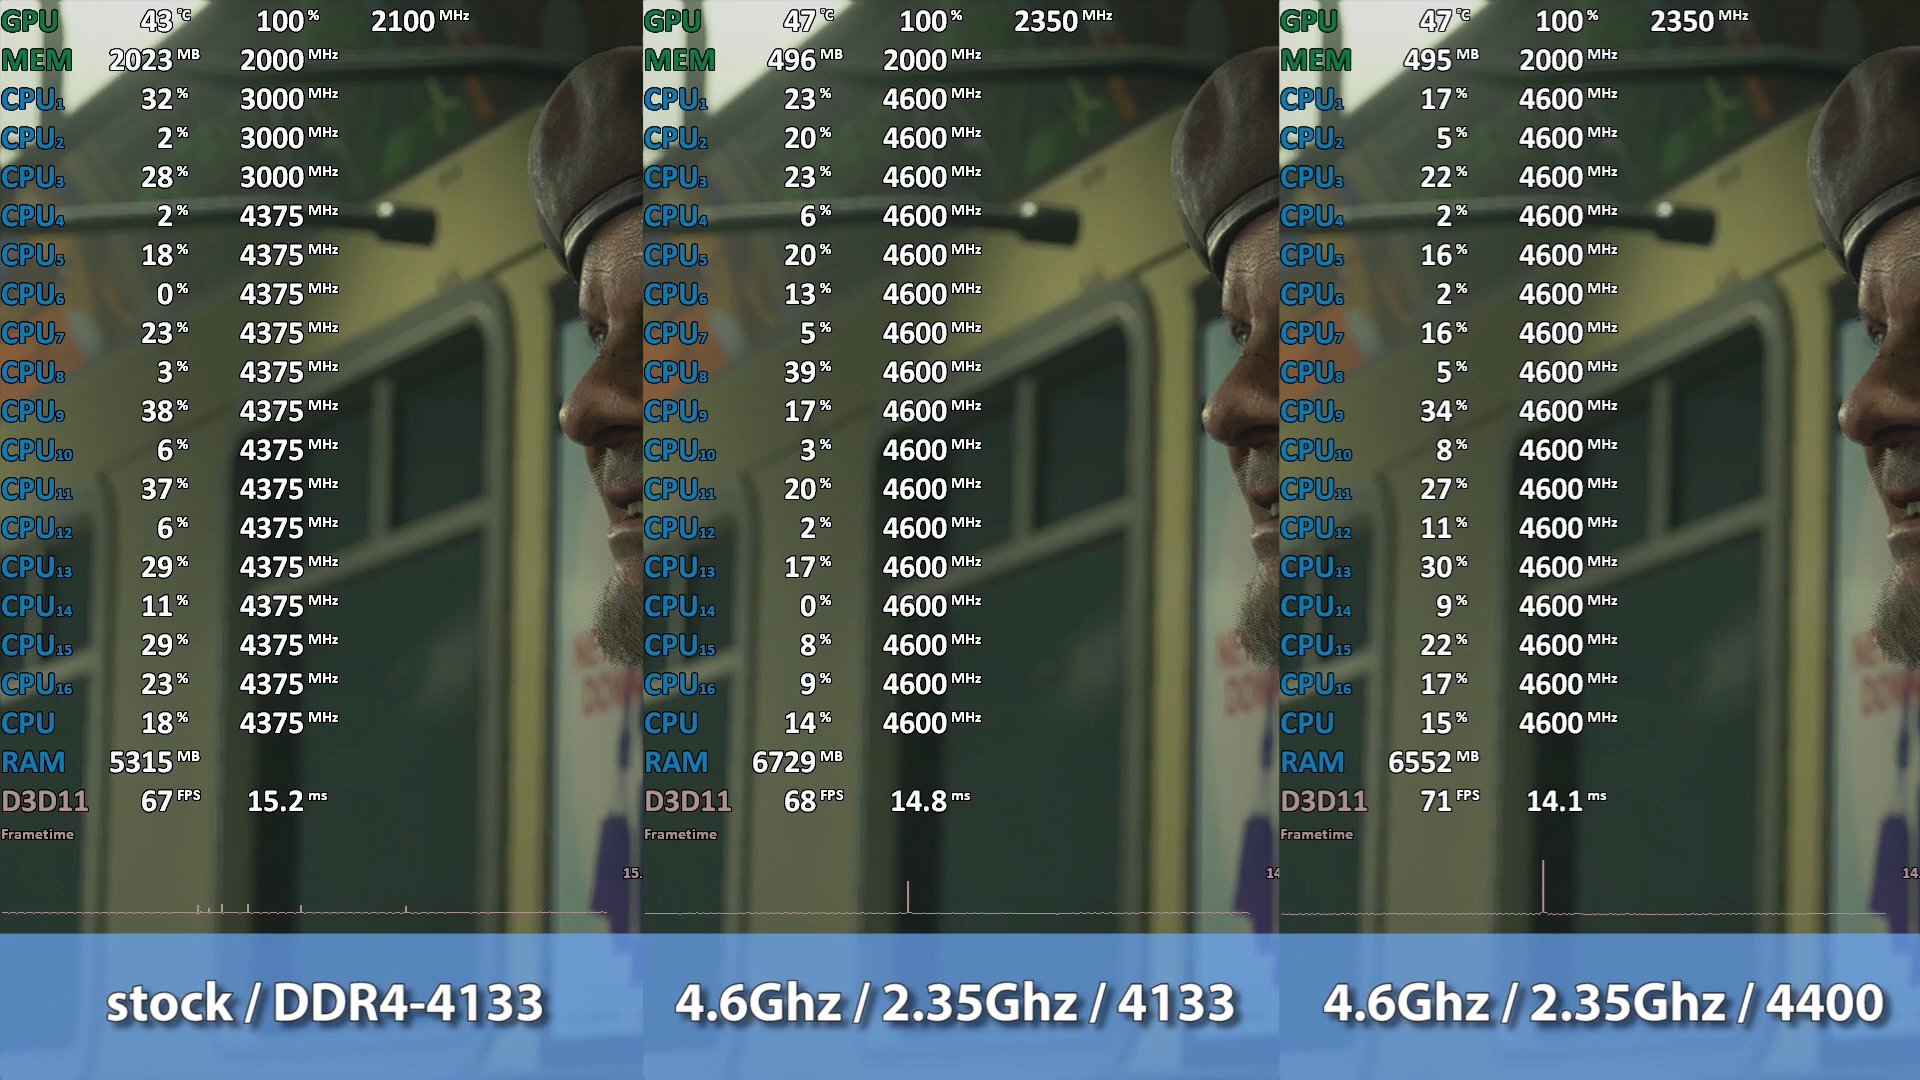 GPU 43 °C 100 % 2100 MHz
MEM 2023 MB 2000 MHz
CPU1 32 % 3000 MHz
CPU2 2 % 3000 MHz
CPU3 28 % 3000 MHz
CPU4 2 % 4375 MHz
CPU5 18 % 4375 MHz
CPU6 0 % 4375 MHz
CPU7 23 % 4375 MHz
CPU8 3 % 4375 MHz
CPU9 38 % 4375 MHz
CPU10 6 % 4375 MHz
CPU11 37 % 4375 MHz
CPU12 6 % 4375 MHz
CPU13 29 % 4375 MHz
CPU14 11 % 4375 MHz
CPU15 29 % 4375 MHz
CPU16 23 % 4375 MHz
CPU 18 % 4375 MHz
RAM 5315 MB
D3D11 67 FPS 15.2 ms
Frametime
15.
stock / DDR4-4133
GPU 47 °C 100 % 2350 MHz
MEM 496 MB 2000 MHz
CPU1 23 % 4600 MHz
CPU2 20 % 4600 MHz
CPU3 23 % 4600 MHz
CPU4 6 % 4600 MHz
CPU5 20 % 4600 MHz
CPU6 13 % 4600 MHz
CPU7 5 % 4600 MHz
CPU8 39 % 4600 MHz
CPU9 17 % 4600 MHz
CPU10 3 % 4600 MHz
CPU11 20 % 4600 MHz
CPU12 2 % 4600 MHz
CPU13 17 % 4600 MHz
CPU14 0 % 4600 MHz
CPU15 8 % 4600 MHz
CPU16 9 % 4600 MHz
CPU 14 % 4600 MHz
RAM 6729 MB
D3D11 68 FPS 14.8 ms
Frametime
14
4.6Ghz / 2.35Ghz / 4133
GPU 47 °C 100 % 2350 MHz
MEM 495 MB 2000 MHz
CPU1 17 % 4600 MHz
CPU2 5 % 4600 MHz
CPU3 22 % 4600 MHz
CPU4 2 % 4600 MHz
CPU5 16 % 4600 MHz
CPU6 2 % 4600 MHz
CPU7 16 % 4600 MHz
CPU8 5 % 4600 MHz
CPU9 34 % 4600 MHz
CPU10 8 % 4600 MHz
CPU11 27 % 4600 MHz
CPU12 11 % 4600 MHz
CPU13 30 % 4600 MHz
CPU14 9 % 4600 MHz
CPU15 22 % 4600 MHz
CPU16 17 % 4600 MHz
CPU 15 % 4600 MHz
RAM 6552 MB
D3D11 71 FPS 14.1 ms
Frametime
14.
4.6Ghz / 2.35Ghz / 4400